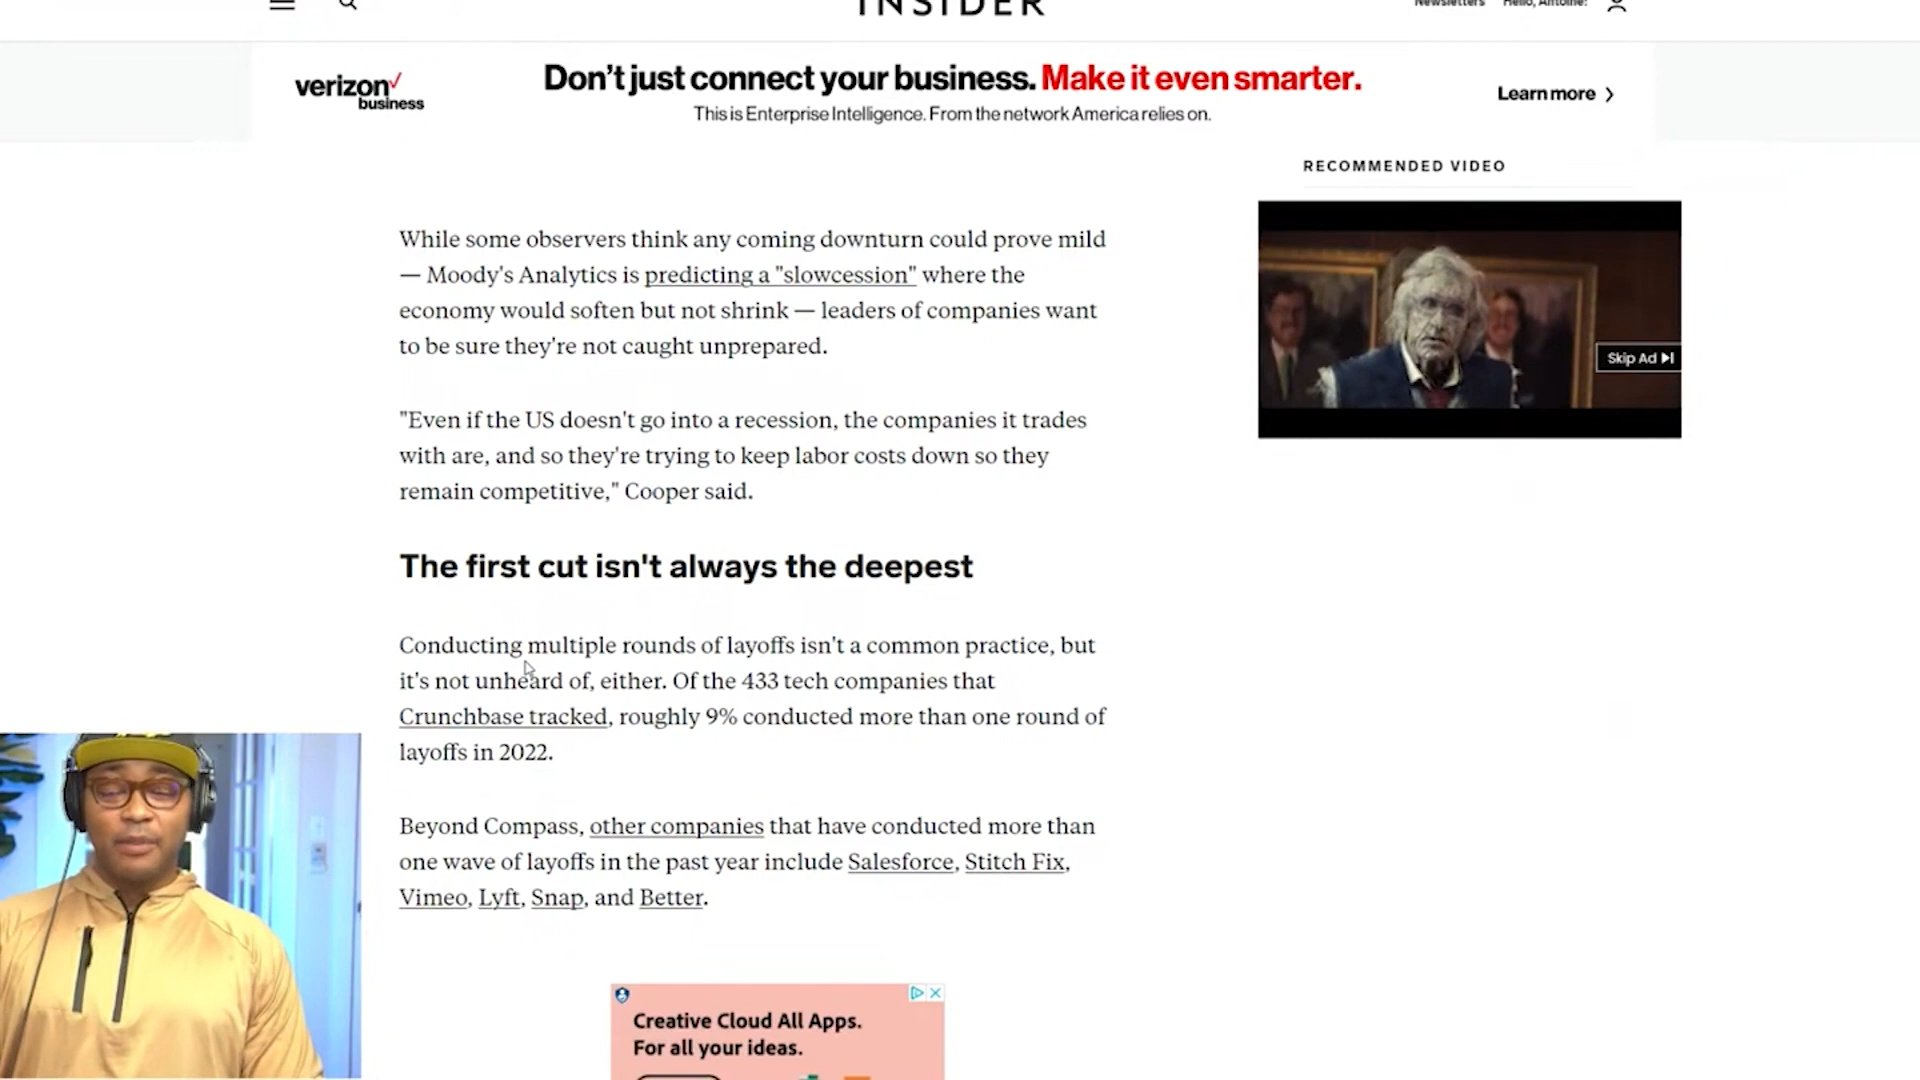 INSIDER
Newsletters Hello, Antoine!
verizon business
Don't just connect your business. Make it even smarter.
This is Enterprise Intelligence. From the network America relies on.
Learn more
RECOMMENDED VIDEO
Skip Ad
While some observers think any coming downturn could prove mild
— Moody's Analytics is predicting a "slowcession" where the
economy would soften but not shrink — leaders of companies want
to be sure they're not caught unprepared.
"Even if the US doesn't go into a recession, the companies it trades
with are, and so they're trying to keep labor costs down so they
remain competitive," Cooper said.
The first cut isn't always the deepest
Conducting multiple rounds of layoffs isn't a common practice, but
it's not unheard of, either. Of the 433 tech companies that
Crunchbase tracked, roughly 9% conducted more than one round of
layoffs in 2022.
Beyond Compass, other companies that have conducted more than
one wave of layoffs in the past year include Salesforce, Stitch Fix,
Vimeo, Lyft, Snap, and Better.
Creative Cloud All Apps.
For all your ideas.